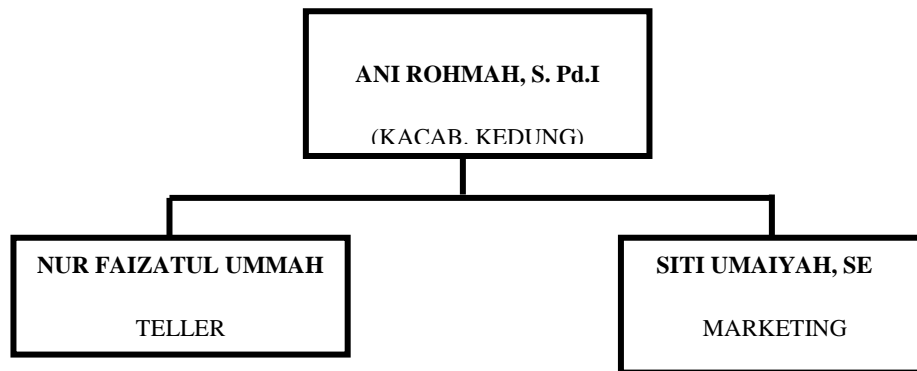 ANI ROHMAH, S. Pd.I
(KACAB. KEDUNG)
NUR FAIZATUL UMMAH
TELLER
SITI UMAIYAH, SE
MARKETING